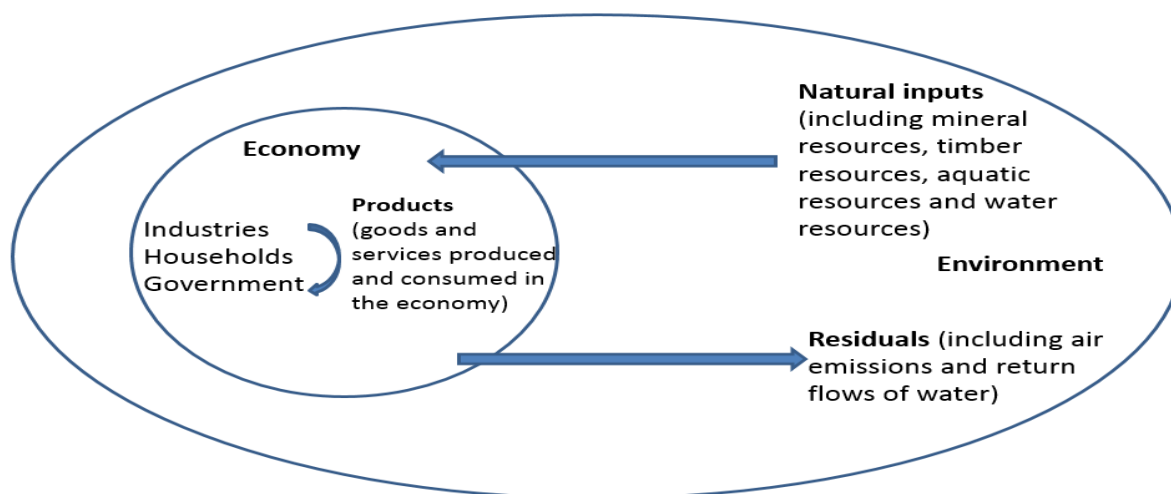 Economy
Industries
Households
Government
Products
(goods and
services produced
and consumed in
the economy)
Natural inputs
(including mineral
resources, timber
resources, aquatic
resources and water
resources)
Environment
Residuals (including air
emissions and return
flows of water)